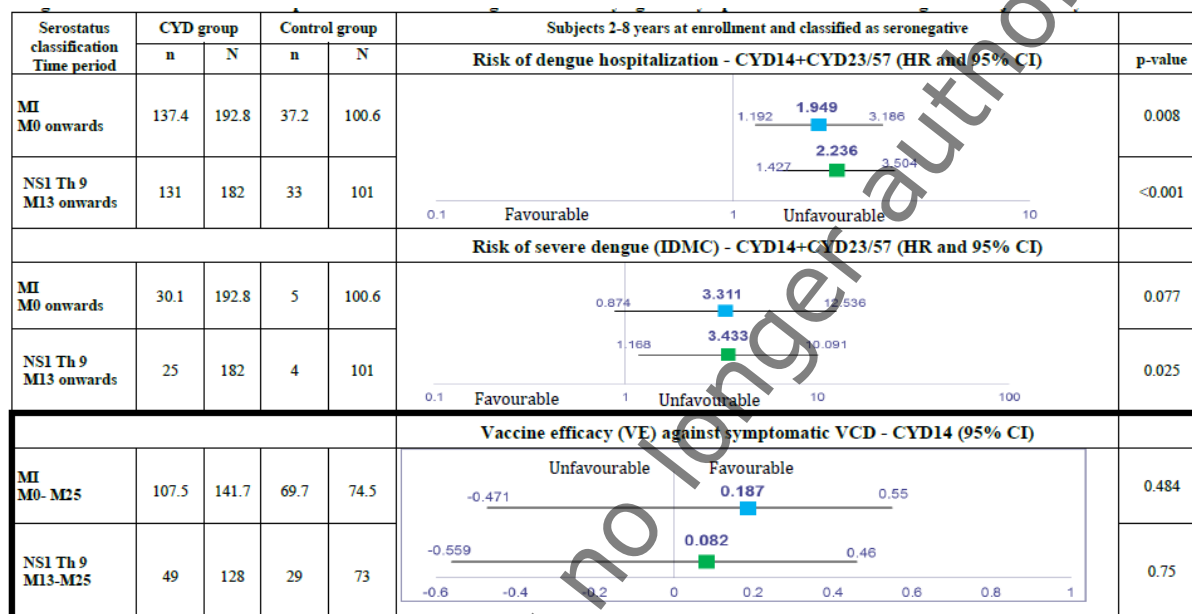 Serostatus classification Time period | CYD group | Control group | Subjects 2-8 years at enrollment and classified as seronegative
n | N | n | N | Risk of dengue hospitalization - CYD14+CYD23/57 (HR and 95% CI) | p-value
MI M0 onwards | 137.4 | 192.8 | 37.2 | 100.6 | 1.192 1.949 3.186 | 0.008
NS1 Th 9 M13 onwards | 131 | 182 | 33 | 101 | 1.427 2.236 3.504 | <0.001
0.1 Favourable 1 Unfavourable 10
Risk of severe dengue (IDMC) - CYD14+CYD23/57 (HR and 95% CI)
MI M0 onwards | 30.1 | 192.8 | 5 | 100.6 | 0.874 3.311 12.536 | 0.077
NS1 Th 9 M13 onwards | 25 | 182 | 4 | 101 | 1.168 3.433 10.091 | 0.025
0.1 Favourable 1 Unfavourable 10 100
Vaccine efficacy (VE) against symptomatic VCD - CYD14 (95% CI)
Unfavourable Favourable
MI M0- M25 | 107.5 | 141.7 | 69.7 | 74.5 | -0.471 0.187 0.55 | 0.484
NS1 Th 9 M13-M25 | 49 | 128 | 29 | 73 | -0.559 0.082 0.46 | 0.75
-0.6 -0.4 -0.2 0 0.2 0.4 0.6 0.8 1
no longer autho